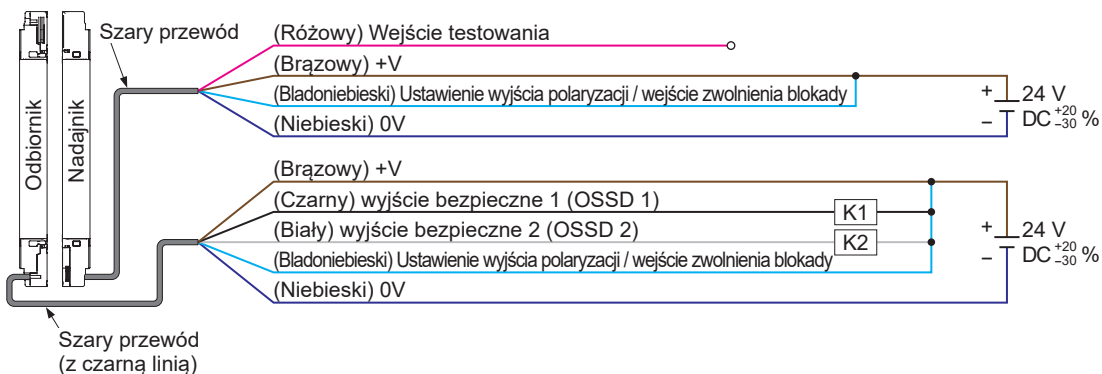 Szary przewód
Odbiornik
Nadajnik
(Różowy) Wejście testowania
(Brązowy) +V
(Bladoniebieski) Ustawienie wyjścia polaryzacji / wejście zwolnienia blokady
(Niebieski) 0V
+ 24 V
− DC +20 −30 %
(Brązowy) +V
(Czarny) wyjście bezpieczne 1 (OSSD 1)
K1
(Biały) wyjście bezpieczne 2 (OSSD 2)
K2
(Bladoniebieski) Ustawienie wyjścia polaryzacji / wejście zwolnienia blokady
(Niebieski) 0V
+ 24 V
− DC +20 −30 %
Szary przewód
(z czarną linią)